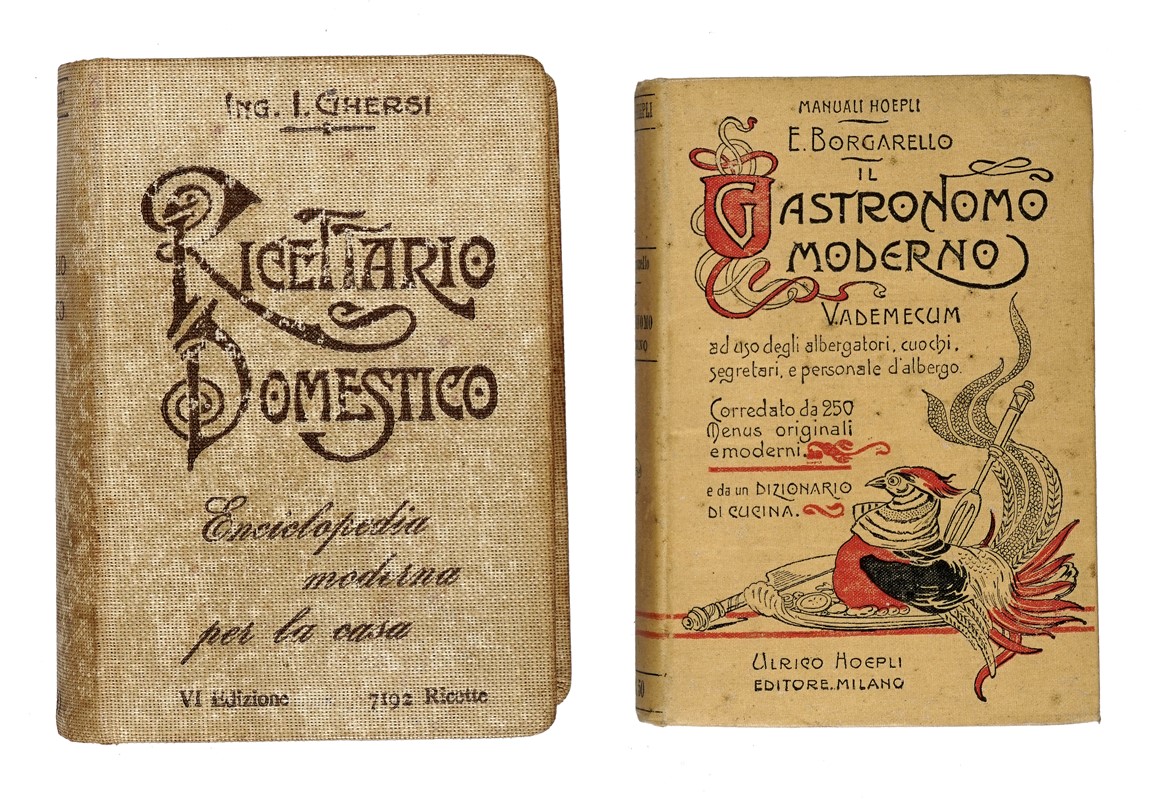 ING. I. GHERSI
RICETTARIO
DOMESTICO
Enciclopedia
moderna
per la casa
VI Edizione 7192 Ricette
MANUALI HOEPLI
E. BORGARELLO
IL
GASTRONOMO
MODERNO
VADEMECUM
ad uso degli albergatori, cuochi,
segretari, e personale d'albergo.
Corredato da 250
Menus originali
e moderni.
e da un DIZIONARIO
DI CUCINA.
ULRICO HOEPLI
EDITORE. MILANO